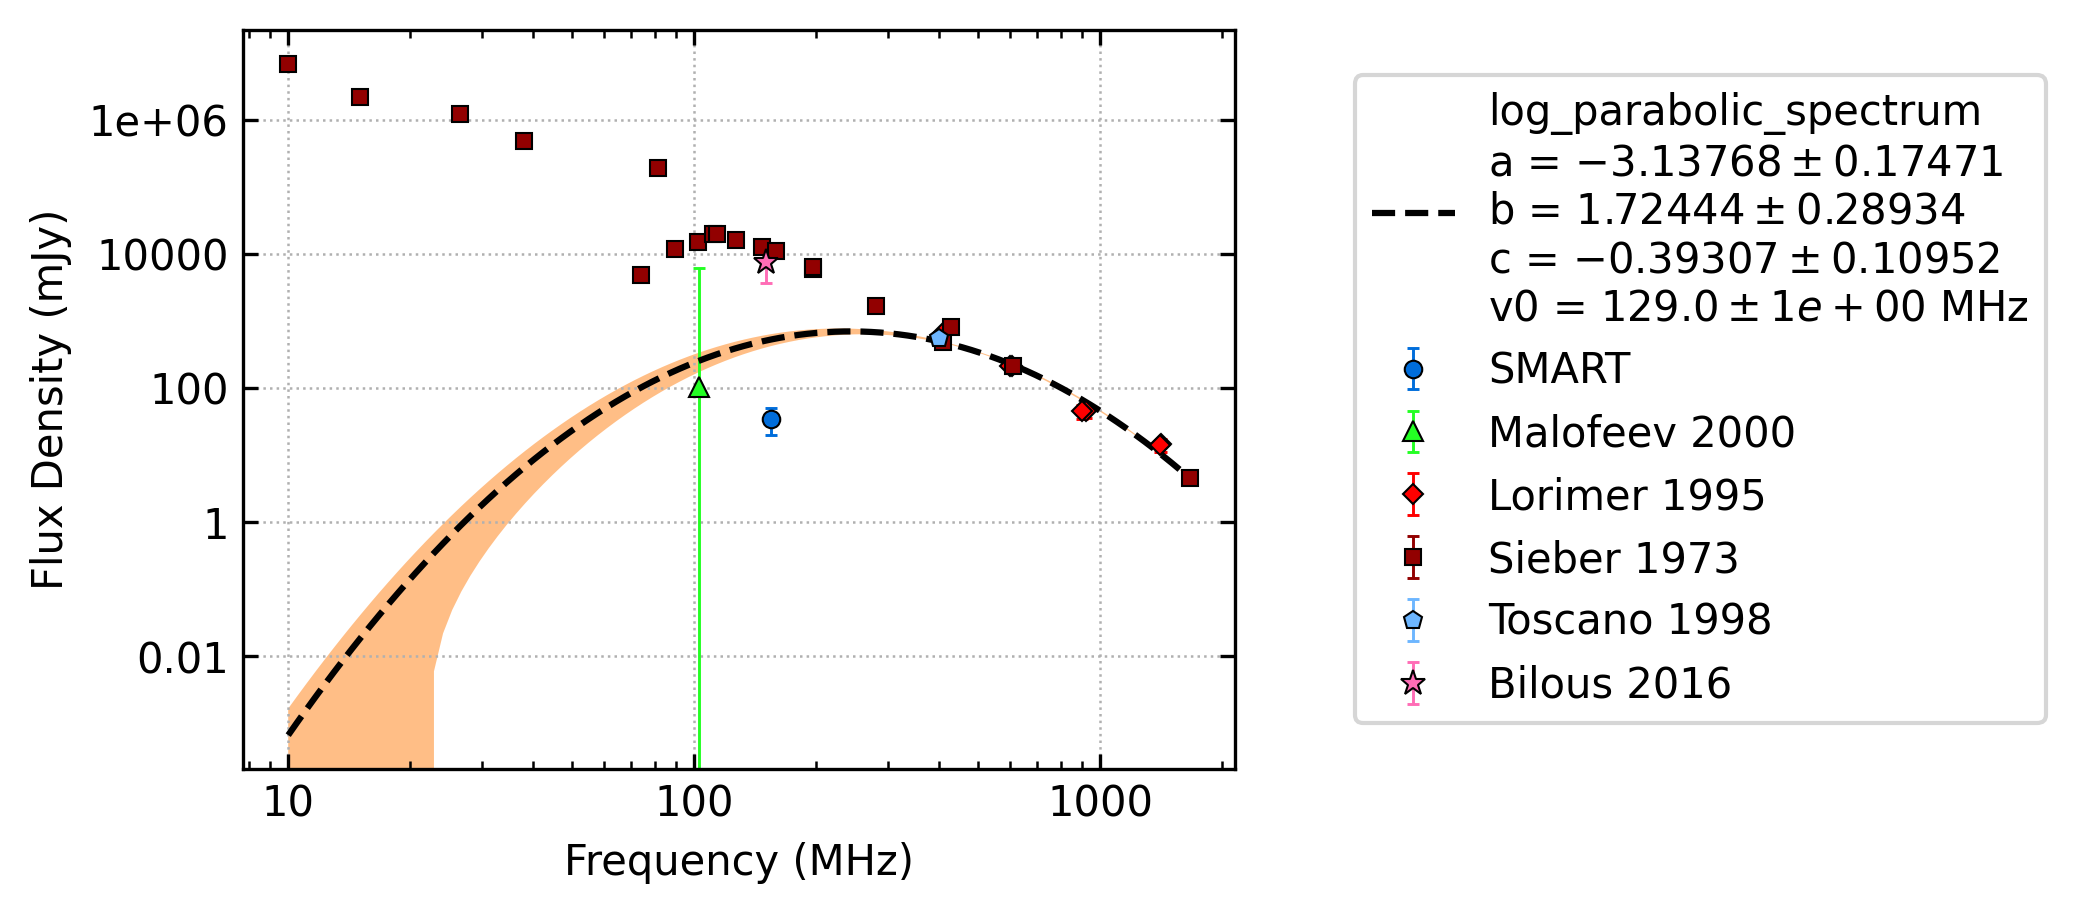 1e+06
10000
100
1
0.01
Flux Density (mJy)
10
100
1000
Frequency (MHz)
log_parabolic_spectrum
a = −3.13768 ± 0.17471
b = 1.72444 ± 0.28934
c = −0.39307 ± 0.10952
v0 = 129.0 ± 1e + 00 MHz
SMART
Malofeev 2000
Lorimer 1995
Sieber 1973
Toscano 1998
Bilous 2016